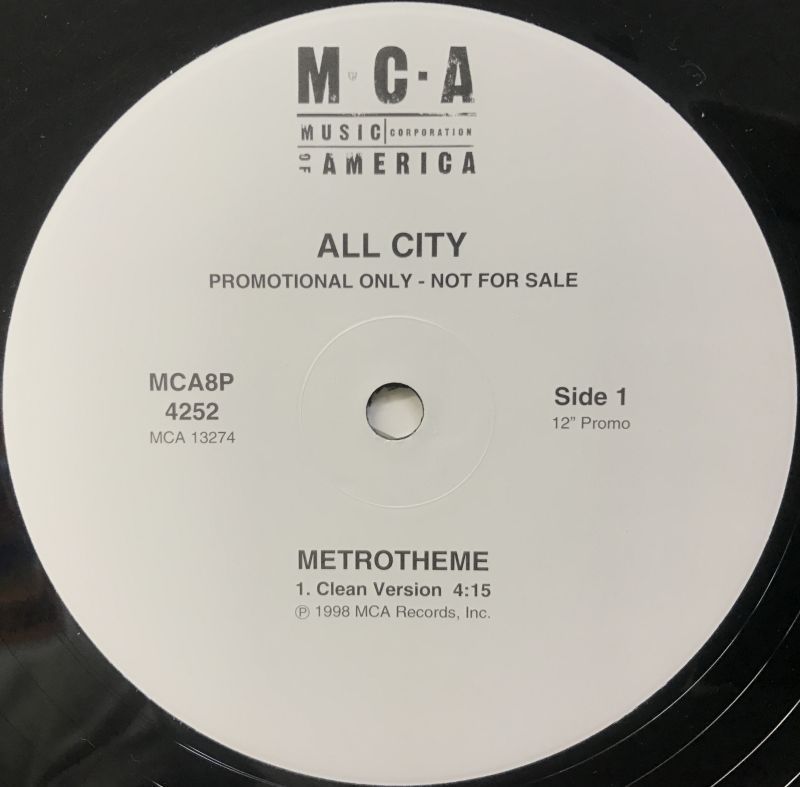 M·C·A
MUSIC CORPORATION
OF AMERICA
ALL CITY
PROMOTIONAL ONLY - NOT FOR SALE
MCA8P
4252
MCA 13274
Side 1
12” Promo
METROTHEME
1. Clean Version 4:15
℗ 1998 MCA Records, Inc.